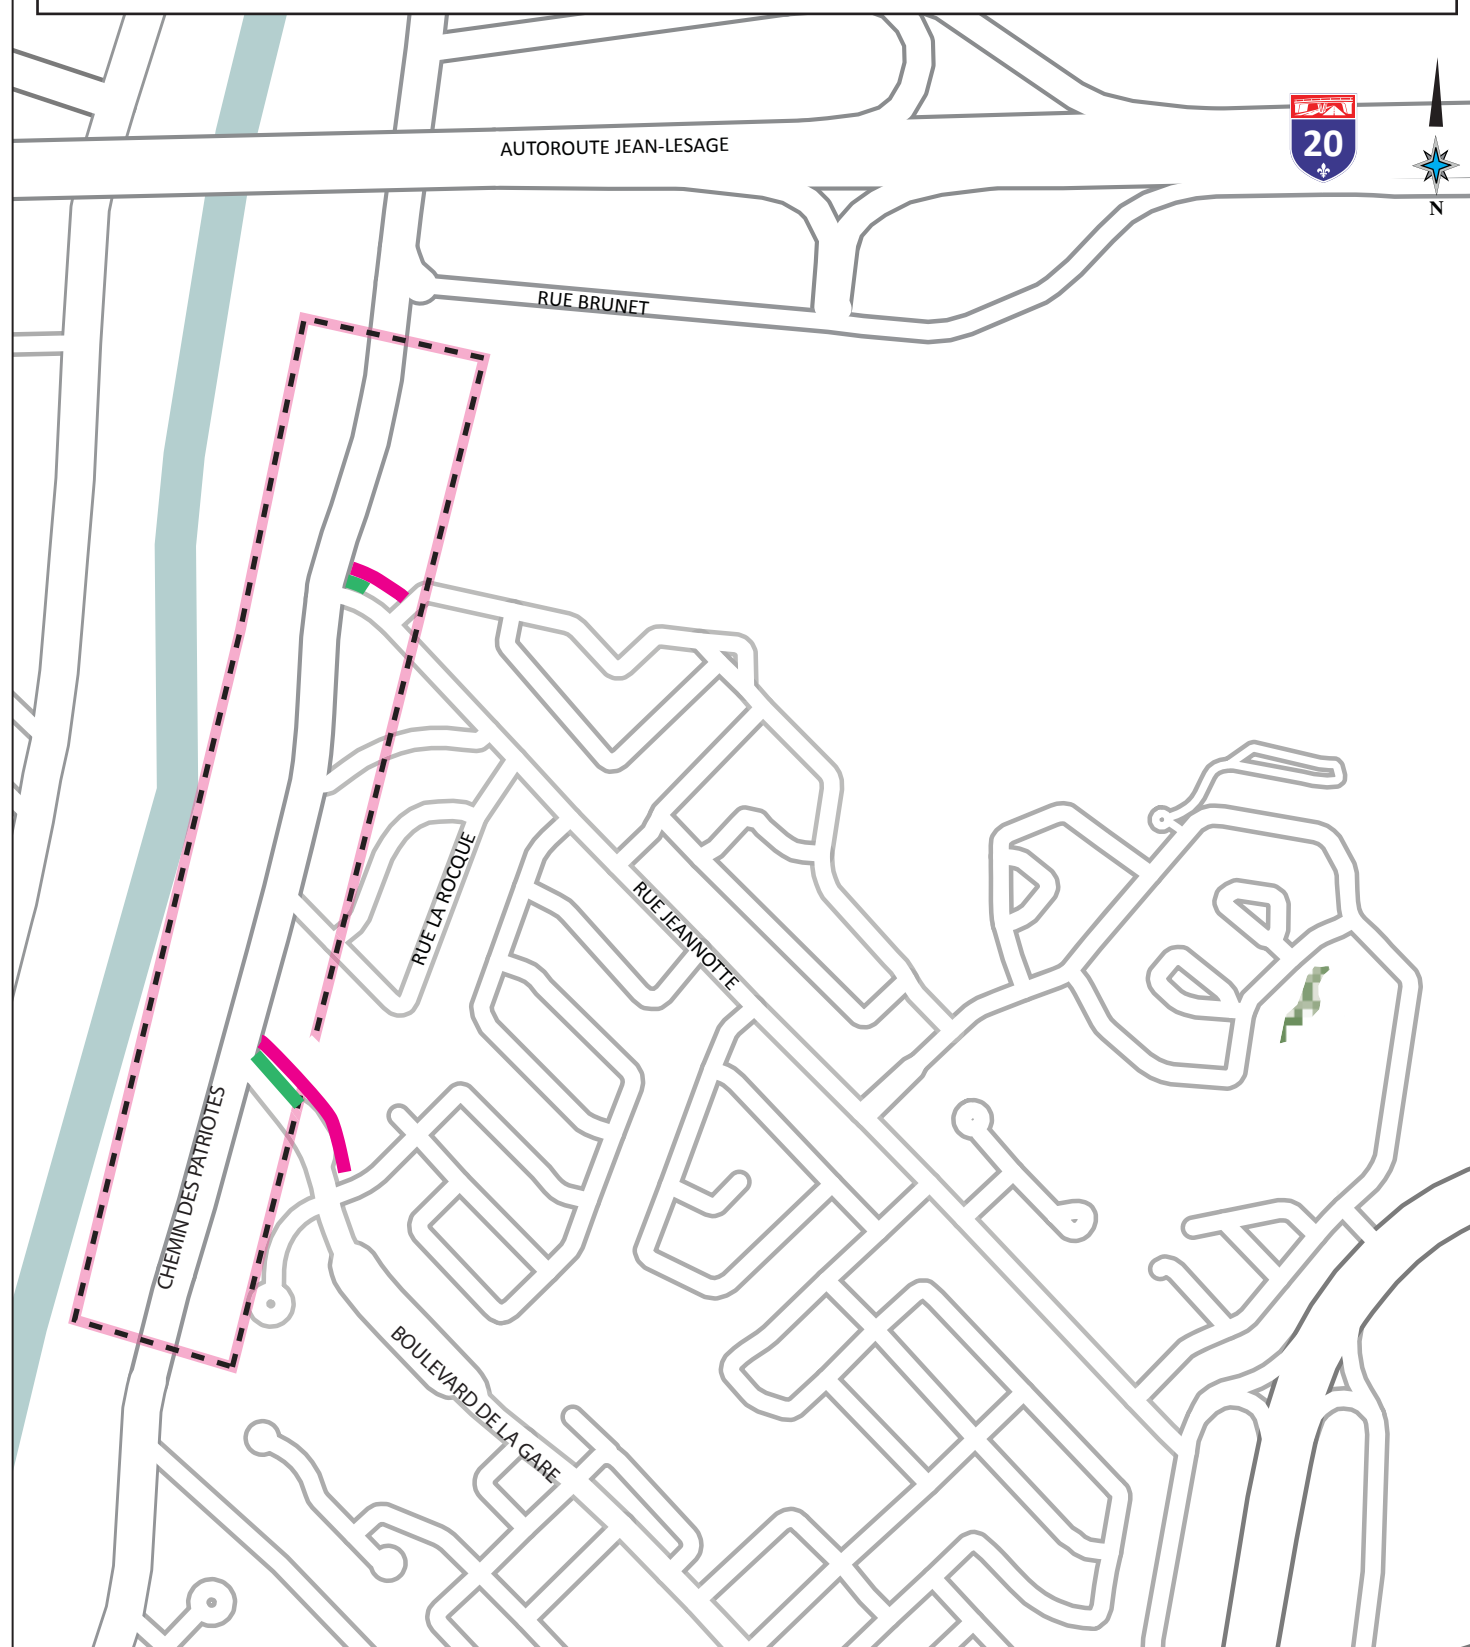 AUTOROUTE JEAN-LESAGE
20
N
RUE BRUNET
RUE LA ROCQUE
RUE JEANNOTTE
CHEMIN DES PATRIOTES
BOULEVARD DE LA GARE